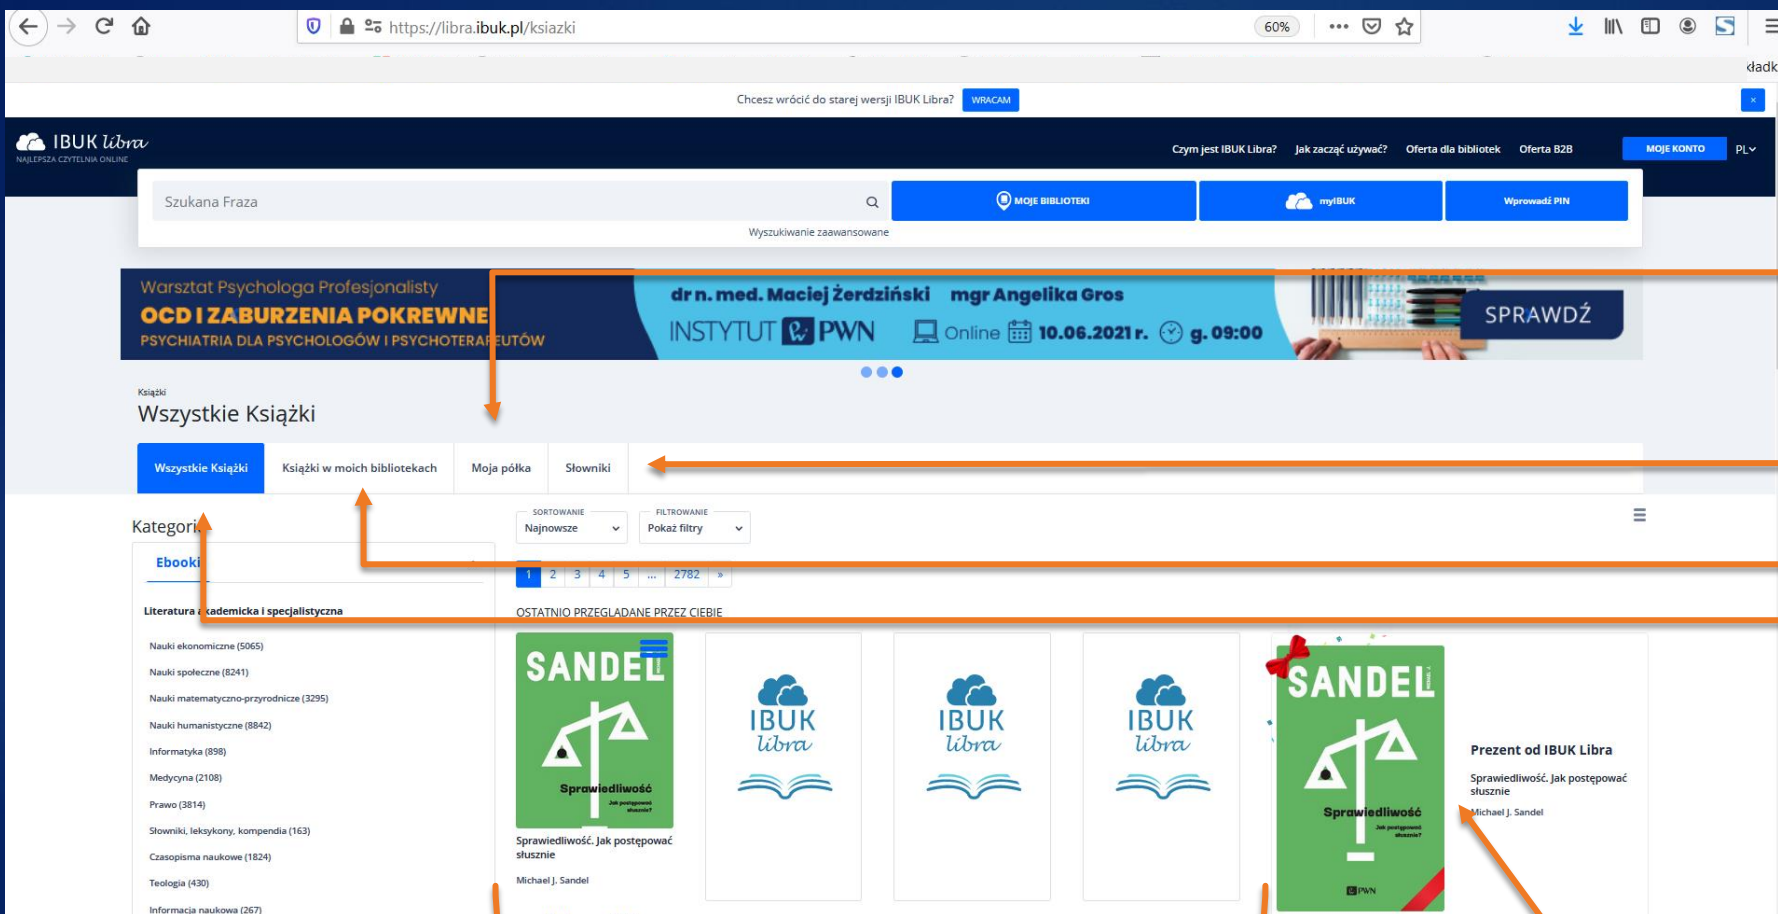 https://libra.ibuk.pl/ksiazki
60%
Chcesz wrócić do starej wersji IBUK Libra? WRACAM
IBUK libra
NAJLEPSZA CZYTELNIA ONLINE
Czym jest IBUK Libra? Jak zacząć używać? Oferta dla bibliotek Oferta B2B MOJE KONTO PL
Szukana Fraza
MOJE BIBLIOTEKI
myIBUK
Wprowadź PIN
Wyszukiwanie zaawansowane
Warsztat Psychologa Profesjonalisty
OCD I ZABURZENIA POKREWNE
PSYCHIATRIA DLA PSYCHOLOGÓW I PSYCHOTERAPEUTÓW
dr n. med. Maciej Żerdziński mgr Angelika Gros
INSTYTUT PWN Online 10.06.2021 r. g. 09:00
SPRAWDŹ
Książki
Wszystkie Książki
Wszystkie Książki Książki w moich bibliotekach Moja półka Słowniki
Kategorie
SORTOWANIE
Najnowsze
FILTROWANIE
Pokaż filtry
Ebooki
1 2 3 4 5 ... 2782 »
Literatura akademicka i specjalistyczna
Nauki ekonomiczne (5065)
Nauki społeczne (8241)
Nauki matematyczno-przyrodnicze (3295)
Nauki humanistyczne (8842)
Informatyka (898)
Medycyna (2108)
Prawo (3814)
Słowniki, leksykony, kompendia (163)
Czasopisma naukowe (1824)
Teologia (430)
Informacja naukowa (267)
OSTATNIO PRZEGLĄDANE PRZEZ CIEBIE
SANDEL
Sprawiedliwość
Jak postępować
słusznie?
Sprawiedliwość. Jak postępować
słusznie
Michael J. Sandel
IBUK
libra
IBUK
libra
IBUK
libra
SANDEL
Sprawiedliwość
Jak postępować
słusznie?
PWN
Prezent od IBUK Libra
Sprawiedliwość. Jak postępować
słusznie
Michael J. Sandel